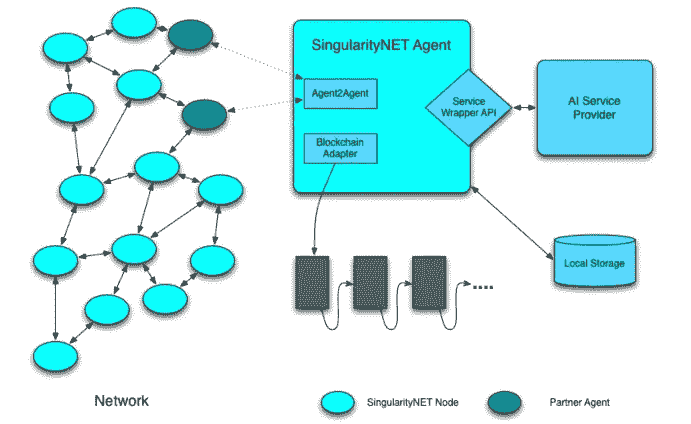 SingularityNET Agent
Agent2Agent
Service
Wrapper API
AI Service
Provider
Blockchain
Adapter
Local Storage
....
Network
SingularityNET Node
Partner Agent